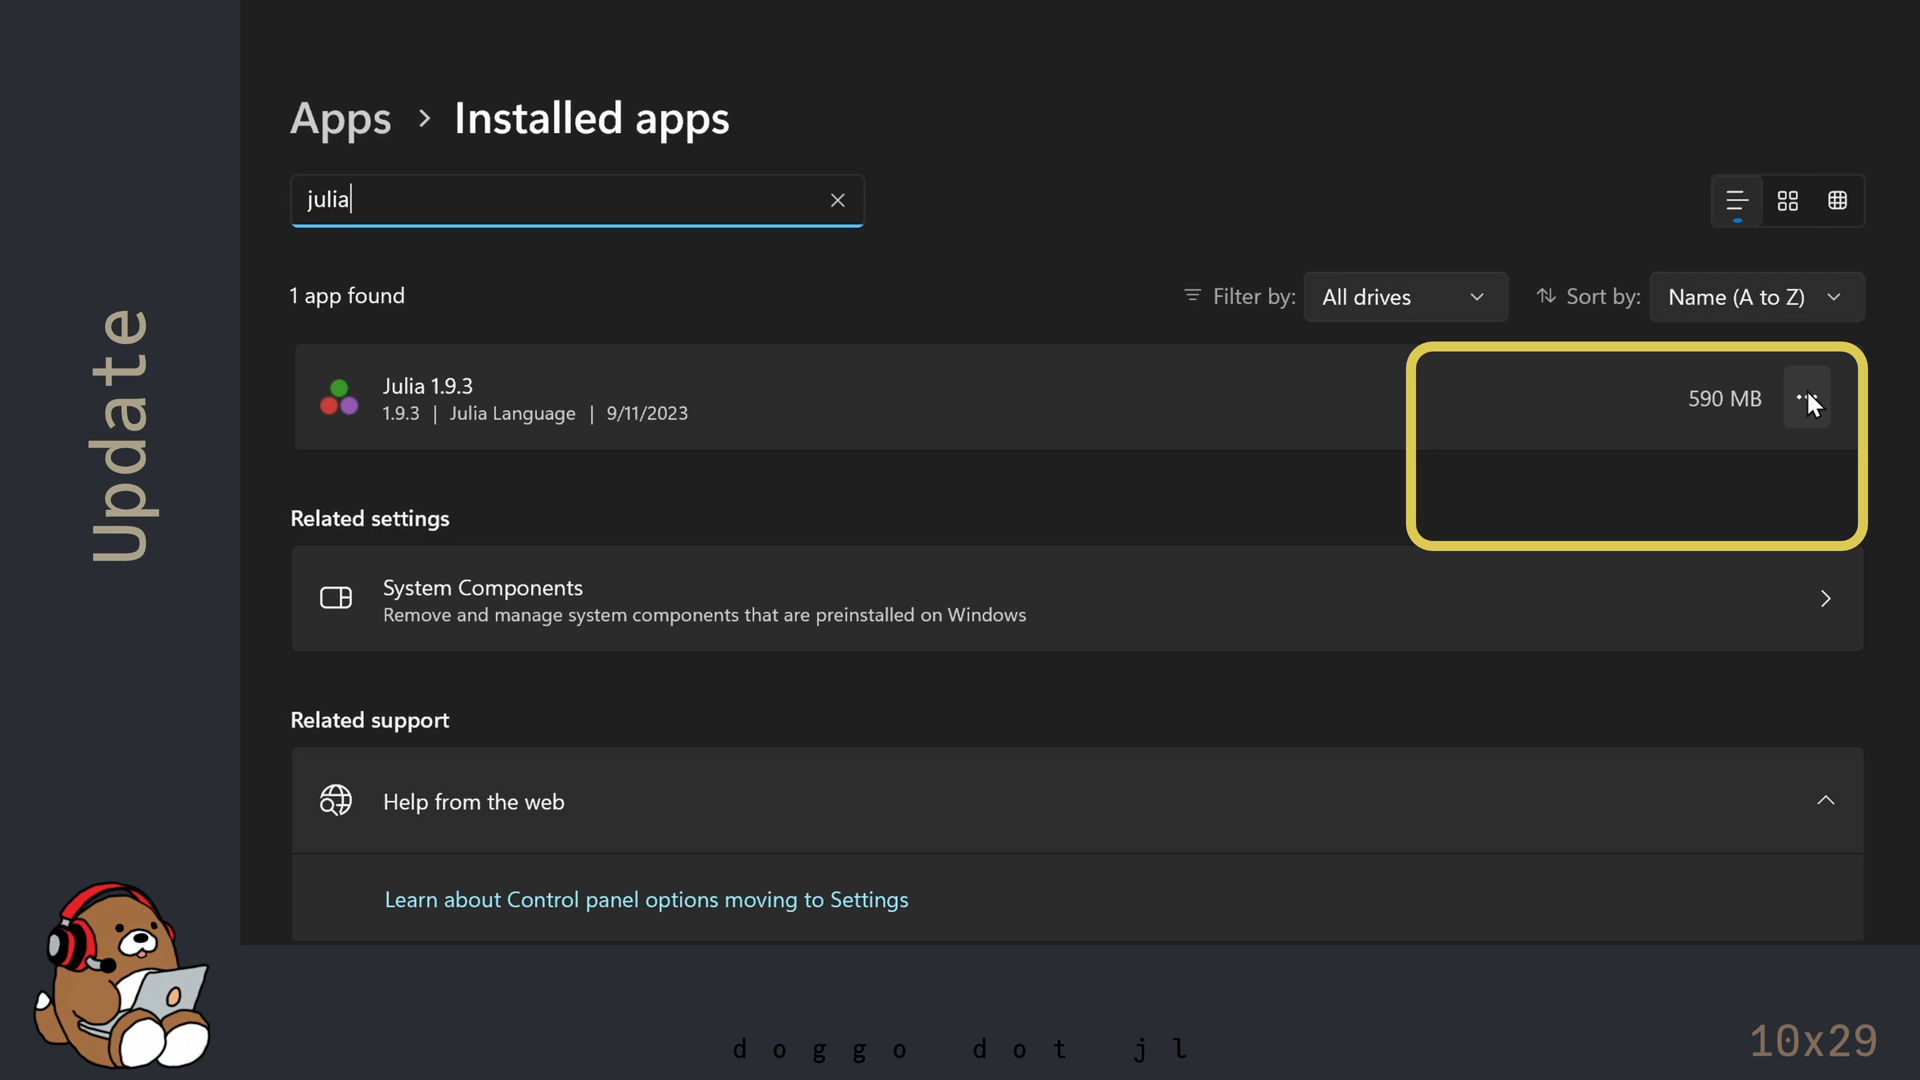 Update
Apps > Installed apps
julia
1 app found
Filter by: All drives
Sort by: Name (A to Z)
Julia 1.9.3
1.9.3 | Julia Language | 9/11/2023
590 MB
Related settings
System Components
Remove and manage system components that are preinstalled on Windows
Related support
Help from the web
Learn about Control panel options moving to Settings
doggo dot jl
10x29